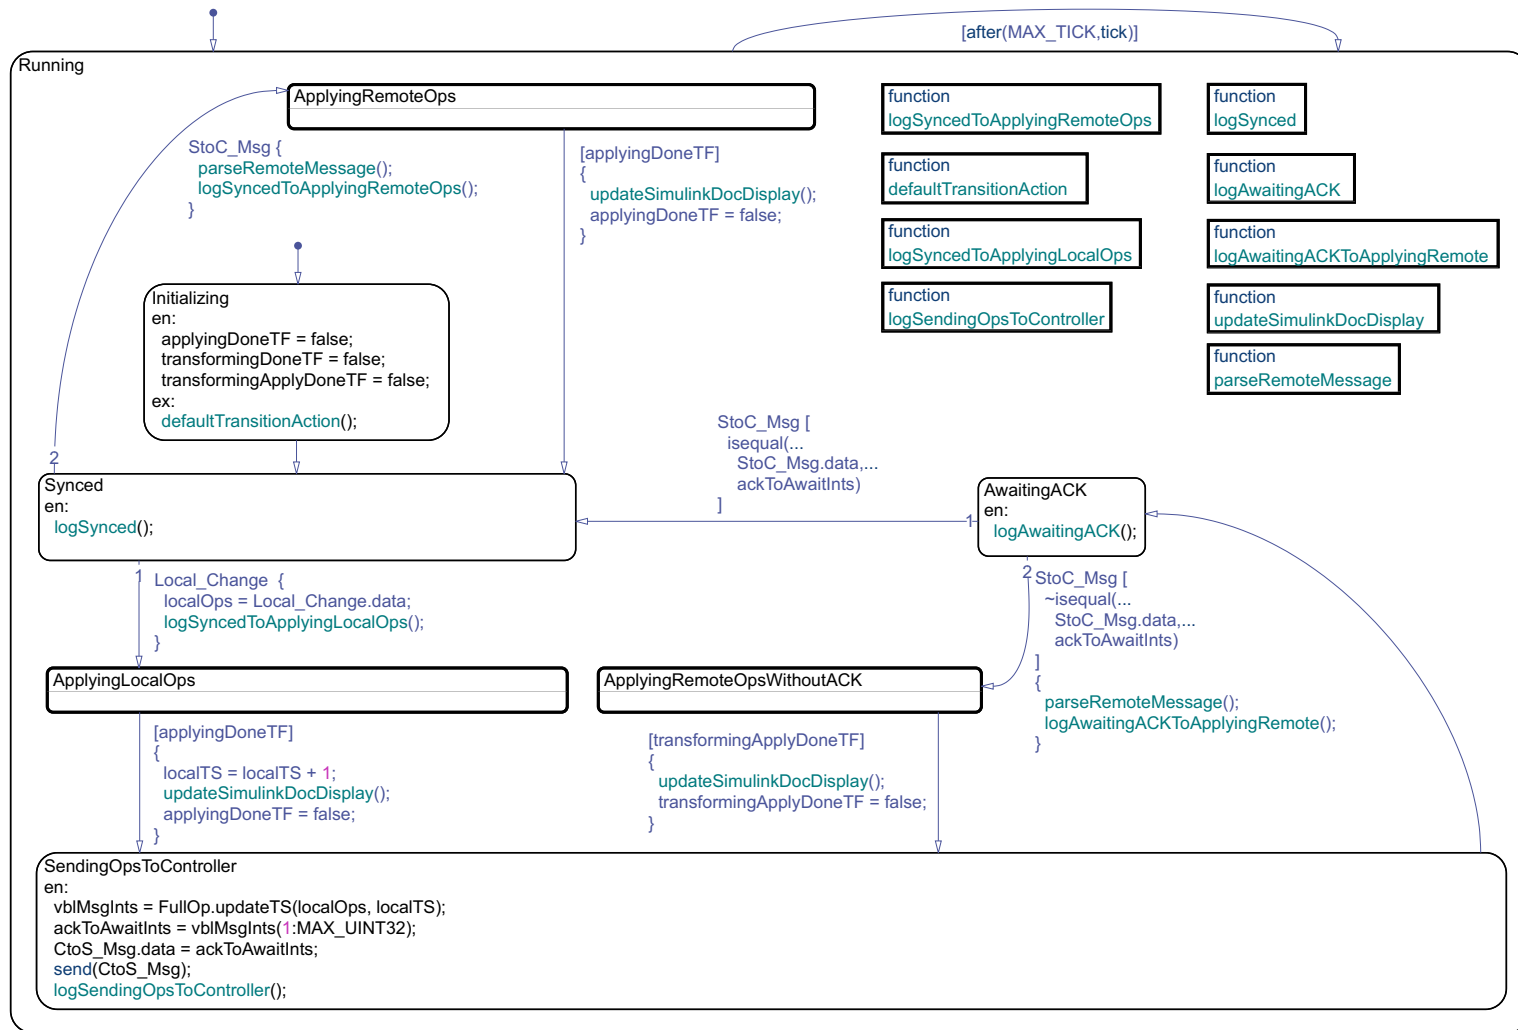 [after(MAX_TICK,tick)]
Running
ApplyingRemoteOps
StoC_Msg {
parseRemoteMessage();
logSyncedToApplyingRemoteOps();
}
[applyingDoneTF]
{
updateSimulinkDocDisplay();
applyingDoneTF = false;
}
function
logSyncedToApplyingRemoteOps
function
logSynced
function
defaultTransitionAction
function
logAwaitingACK
function
logSyncedToApplyingLocalOps
function
logAwaitingACKToApplyingRemote
function
logSendingOpsToController
function
updateSimulinkDocDisplay
function
parseRemoteMessage
Initializing
en:
applyingDoneTF = false;
transformingDoneTF = false;
transformingApplyDoneTF = false;
ex:
defaultTransitionAction();
2
Synced
en:
logSynced();
StoC_Msg [
isequal(...
StoC_Msg.data,...
ackToAwaitInts)
]
1
AwaitingACK
en:
logAwaitingACK();
1
Local_Change {
localOps = Local_Change.data;
logSyncedToApplyingLocalOps();
}
2
StoC_Msg [
~isequal(...
StoC_Msg.data,...
ackToAwaitInts)
]
{
parseRemoteMessage();
logAwaitingACKToApplyingRemote();
}
ApplyingLocalOps
ApplyingRemoteOpsWithoutACK
[applyingDoneTF]
{
localTS = localTS + 1;
updateSimulinkDocDisplay();
applyingDoneTF = false;
}
[transformingApplyDoneTF]
{
updateSimulinkDocDisplay();
transformingApplyDoneTF = false;
}
SendingOpsToController
en:
vblMsgInts = FullOp.updateTS(localOps, localTS);
ackToAwaitInts = vblMsgInts(1:MAX_UINT32);
CtoS_Msg.data = ackToAwaitInts;
send(CtoS_Msg);
logSendingOpsToController();